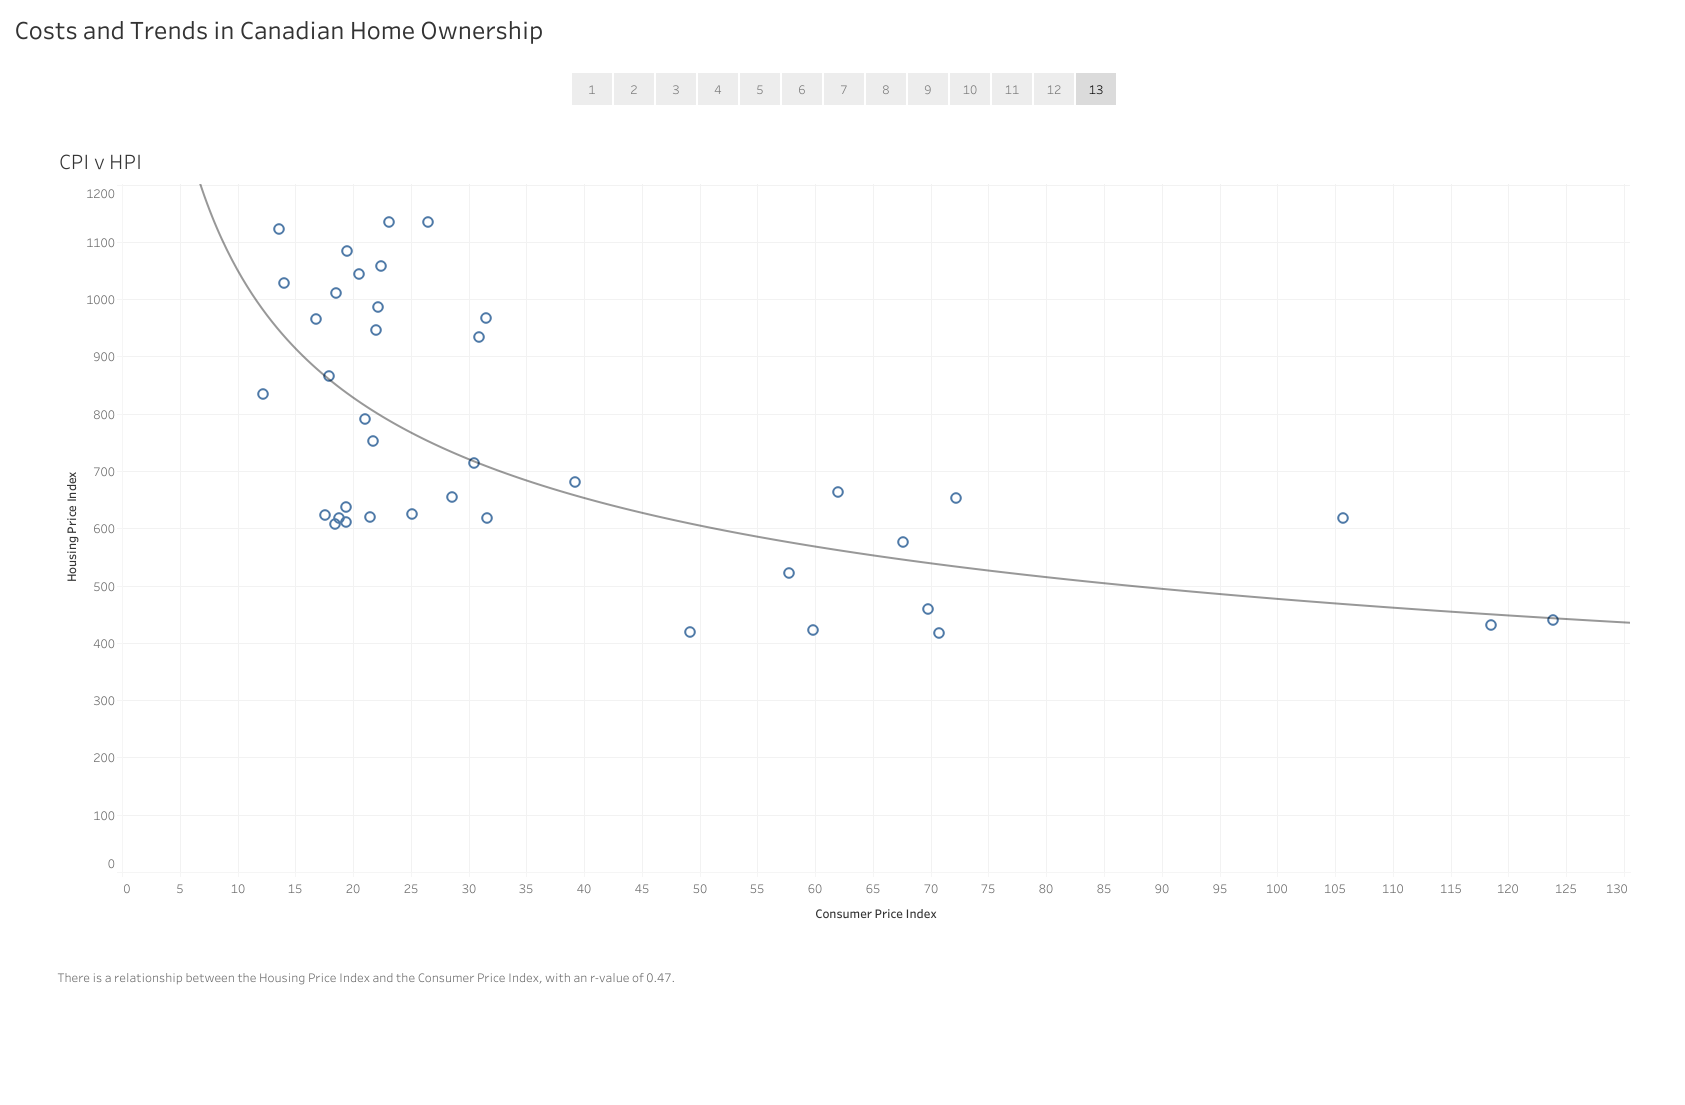 Costs and Trends in Canadian Home Ownership
1 2 3 4 5 6 7 8 9 10 11 12 13
CPI v HPI
1200
1100
1000
900
800
700
600
500
400
300
200
100
0
Housing Price Index
0 5 10 15 20 25 30 35 40 45 50 55 60 65 70 75 80 85 90 95 100 105 110 115 120 125 130
Consumer Price Index
There is a relationship between the Housing Price Index and the Consumer Price Index, with an r-value of 0.47.